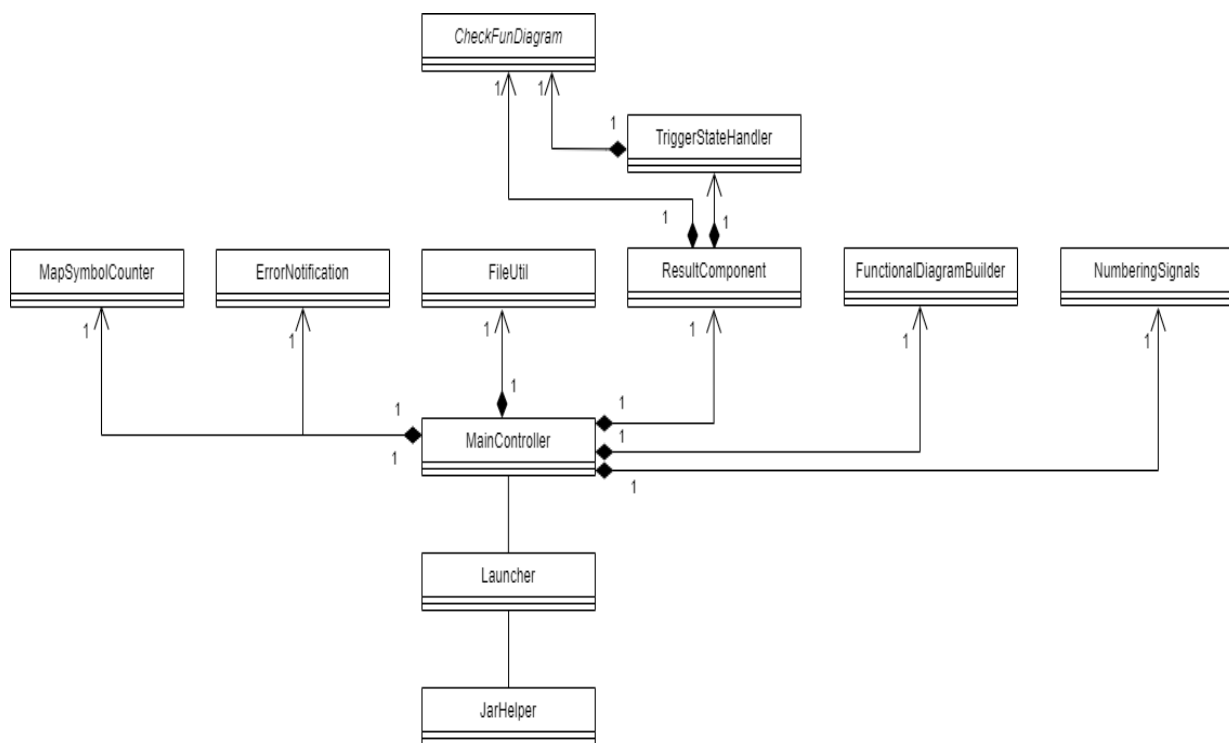 CheckFunDiagram
1
1
1
TriggerStateHandler
1
1
MapSymbolCounter
ErrorNotification
FileUtil
ResultComponent
FunctionalDiagramBuilder
NumberingSignals
1
1
1
1
1
1
1
1
1
1
MainController
1
1
1
JarHelper
Launcher